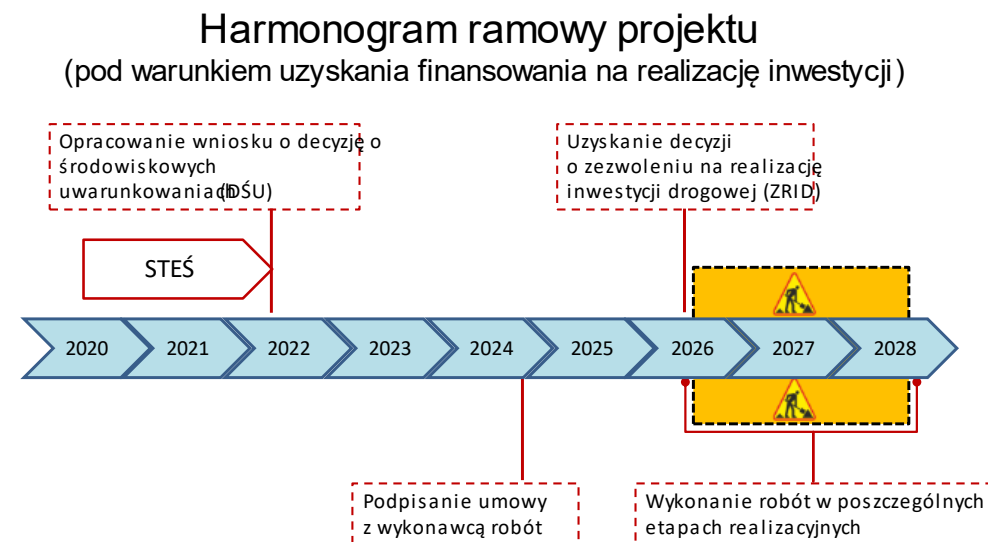 Harmonogram ramowy projektu
(pod warunkiem uzyskania finansowania na realizację inwestycji)
Opracowanie wniosku o decyzję o
środowiskowych
uwarunkowaniach (DŚU)
Uzyskanie decyzji
o zezwoleniu na realizację
inwestycji drogowej (ZRID)
STEŚ
2020
2021
2022
2023
2024
2025
2026
2027
2028
Podpisanie umowy
z wykonawcą robót
Wykonanie robót w poszczególnych
etapach realizacyjnych